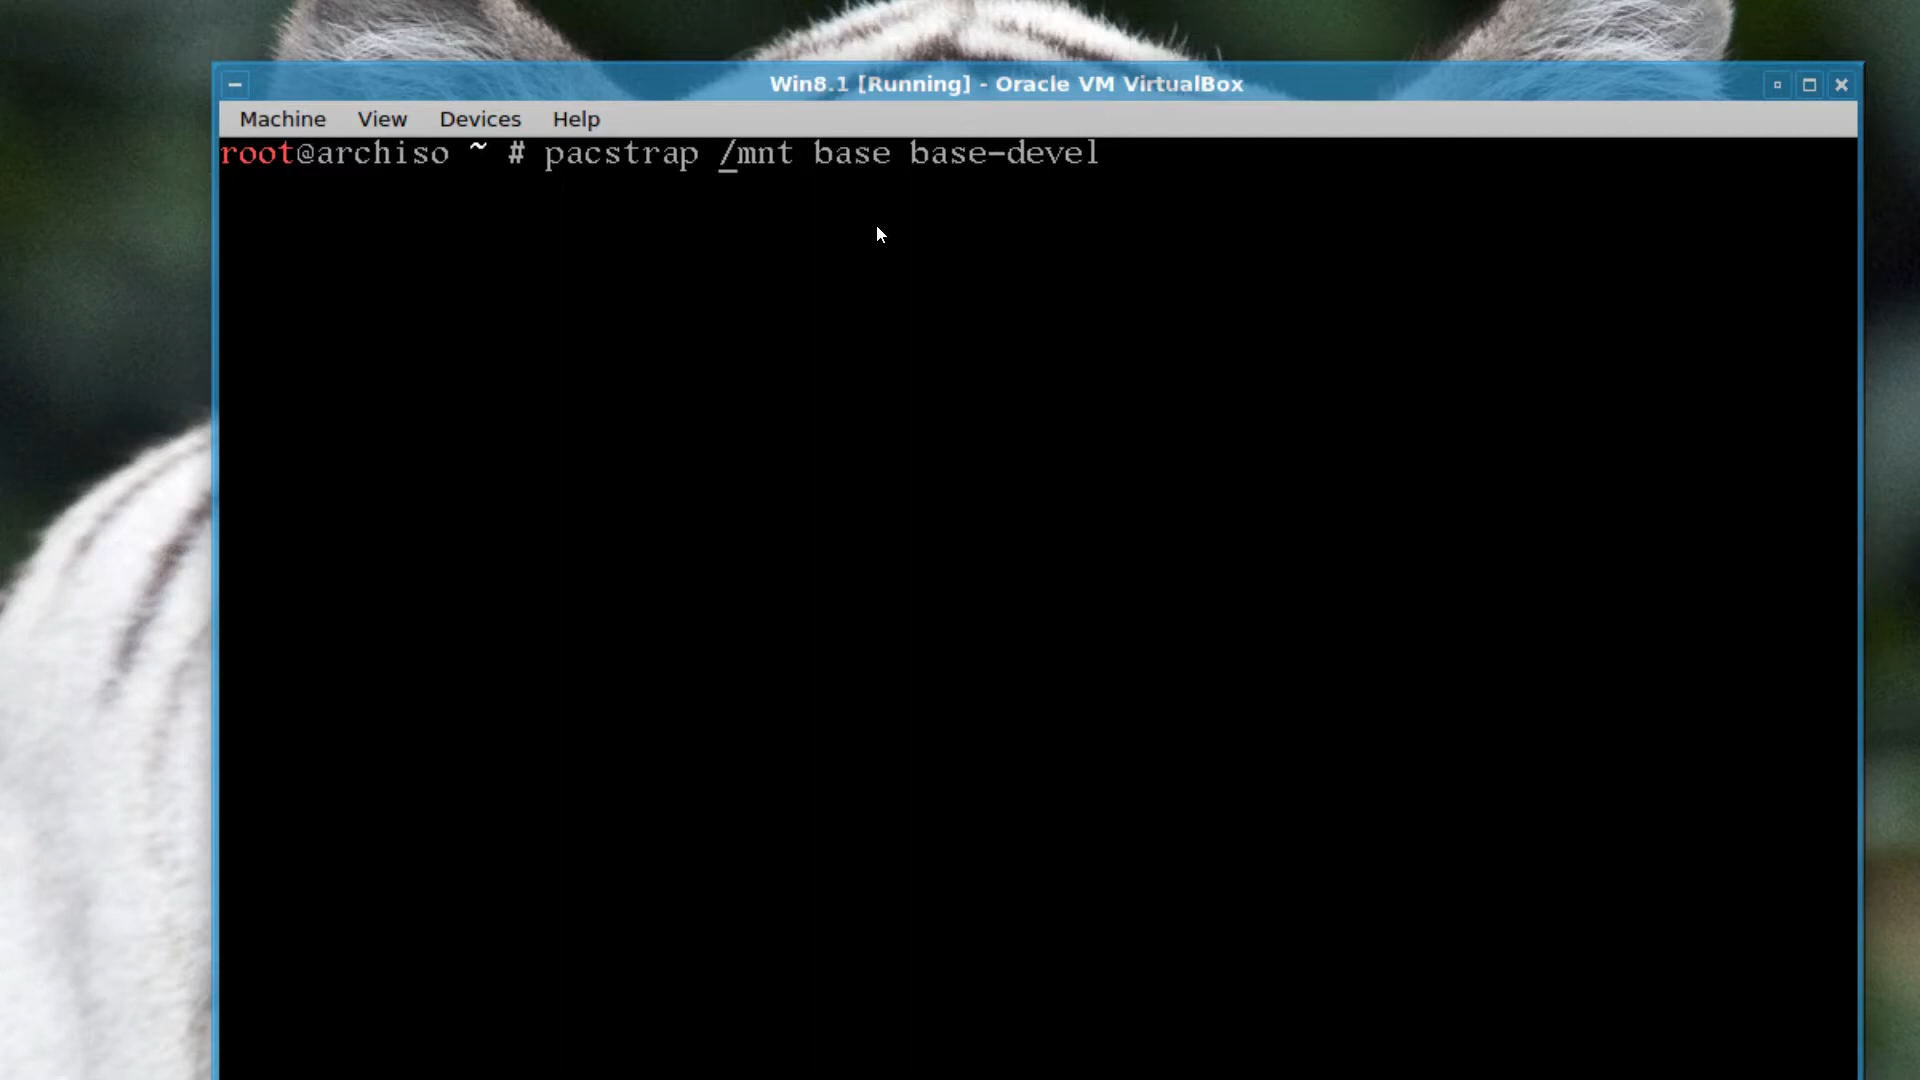 Win8.1 [Running] - Oracle VM VirtualBox
Machine View Devices Help
root@archiso ~ # pacstrap /mnt base base-devel